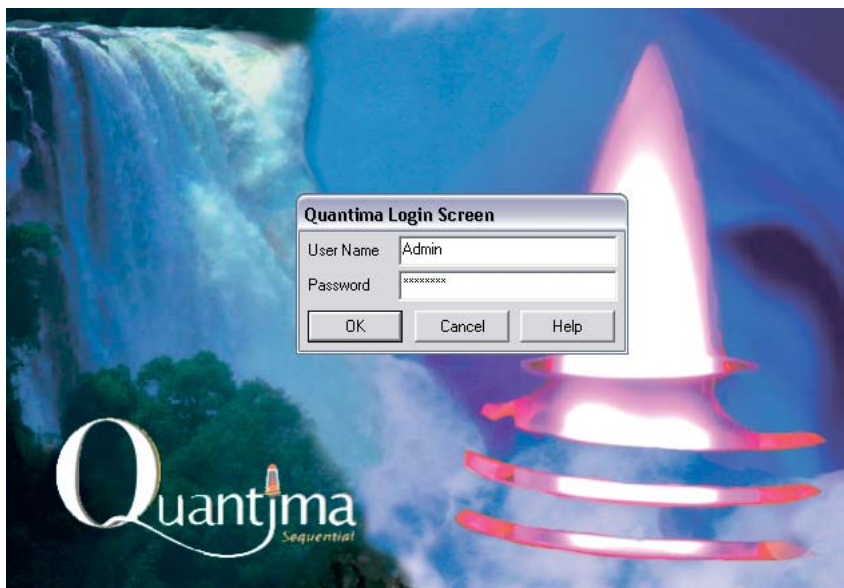 Quantima Login Screen
User Name Admin
Password ********
OK Cancel Help
Quantima
Sequential